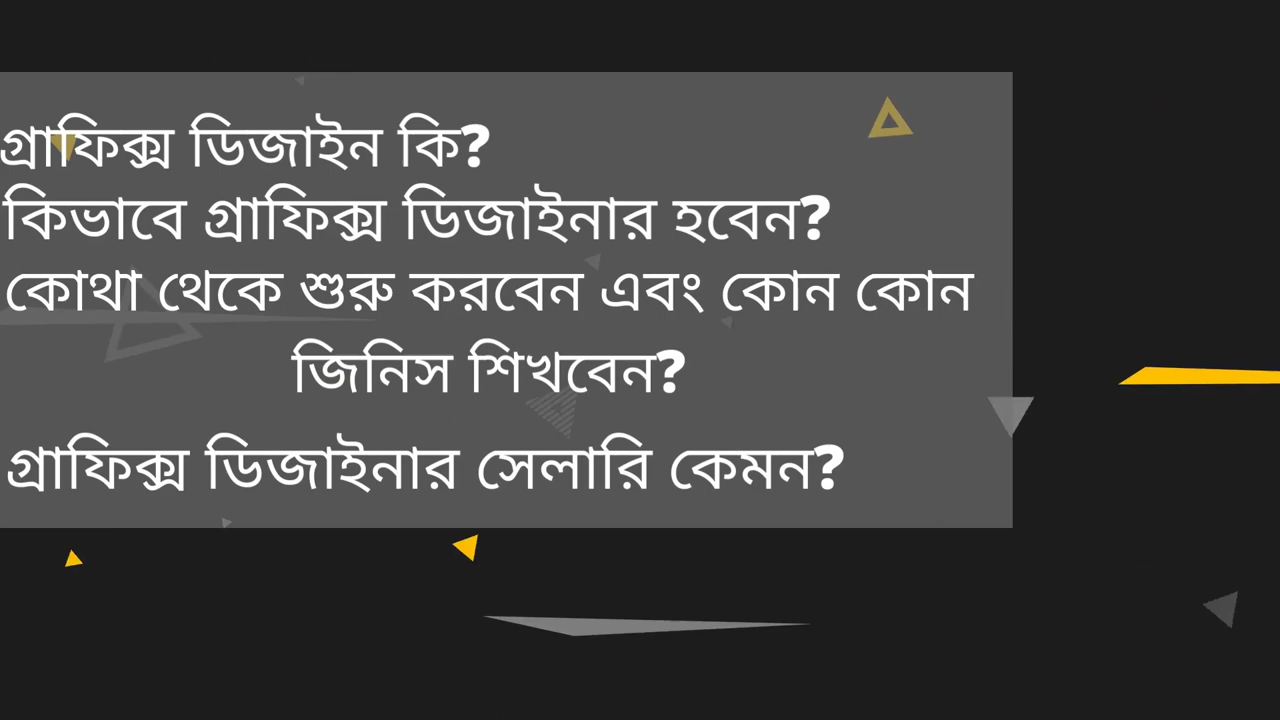 গ্রাফিক্স ডিজাইন কি?
কিভাবে গ্রাফিক্স ডিজাইনার হবেন?
কোথা থেকে শুরু করবেন এবং কোন কোন
জিনিস শিখবেন?
গ্রাফিক্স ডিজাইনার সেলারি কেমন?